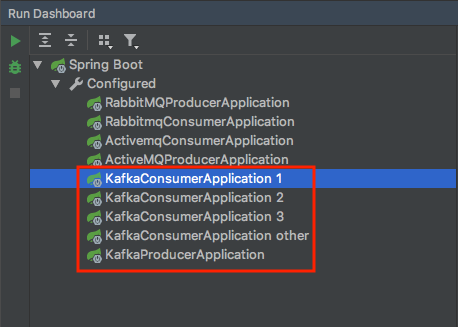 Run Dashboard
Spring Boot
Configured
RabbitMQProducerApplication
RabbitmqConsumerApplication
ActivemqConsumerApplication
ActiveMQProducerApplication
KafkaConsumerApplication 1
KafkaConsumerApplication 2
KafkaConsumerApplication 3
KafkaConsumerApplication other
KafkaProducerApplication